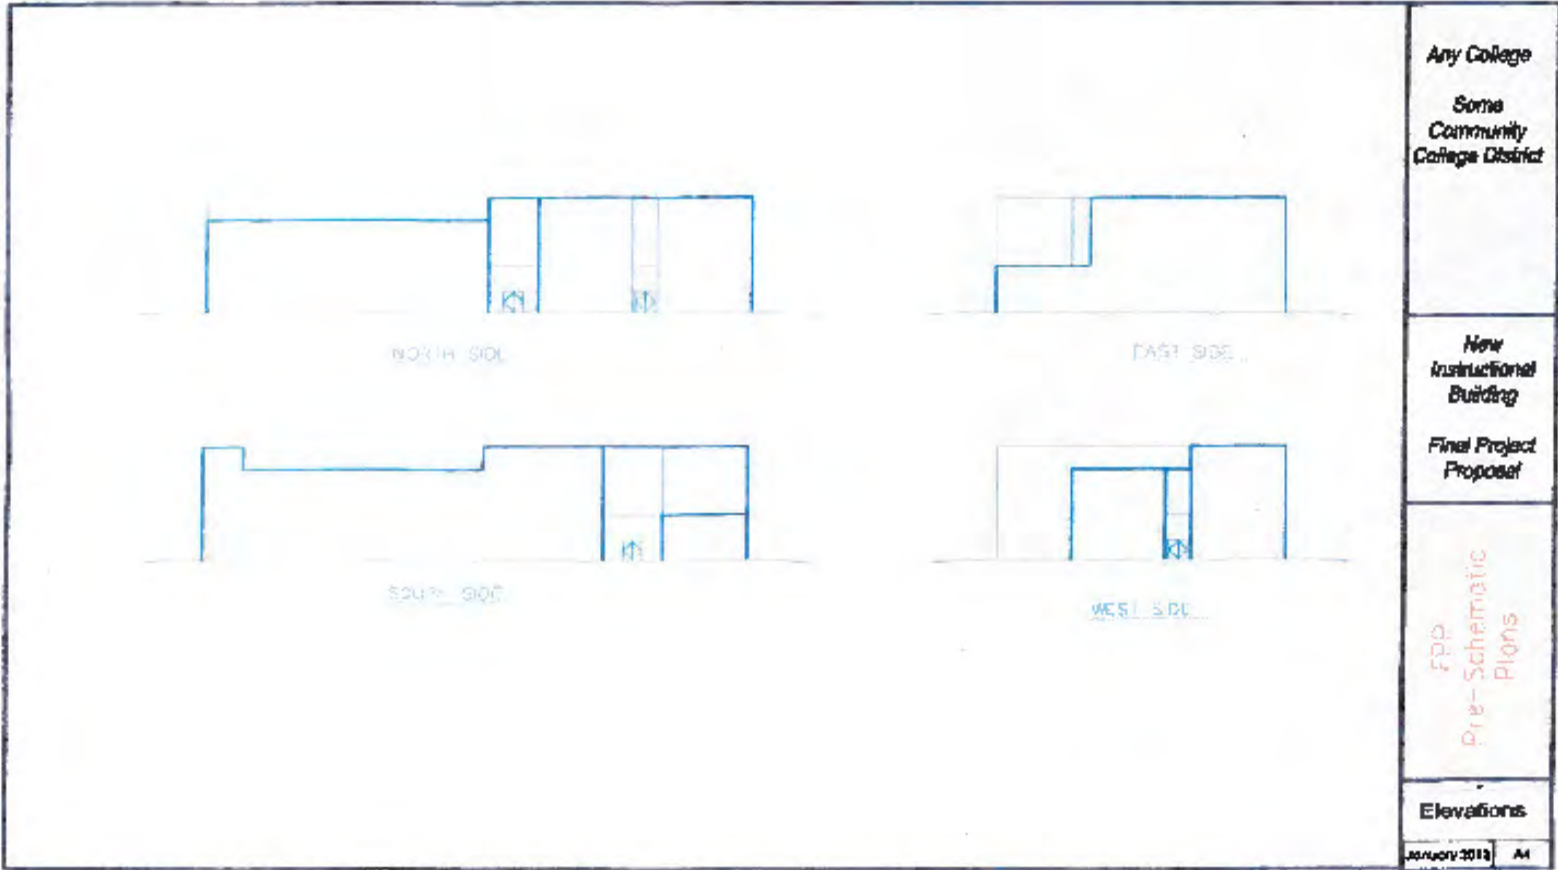 NORTH SIDE
EAST SIDE
SOUTH SIDE
WEST SIDE
Any College
Some
Community
College District
New
Instructional
Building
Final Project
Proposal
FPP
Pre-Schematic
Plans
Elevations
A4